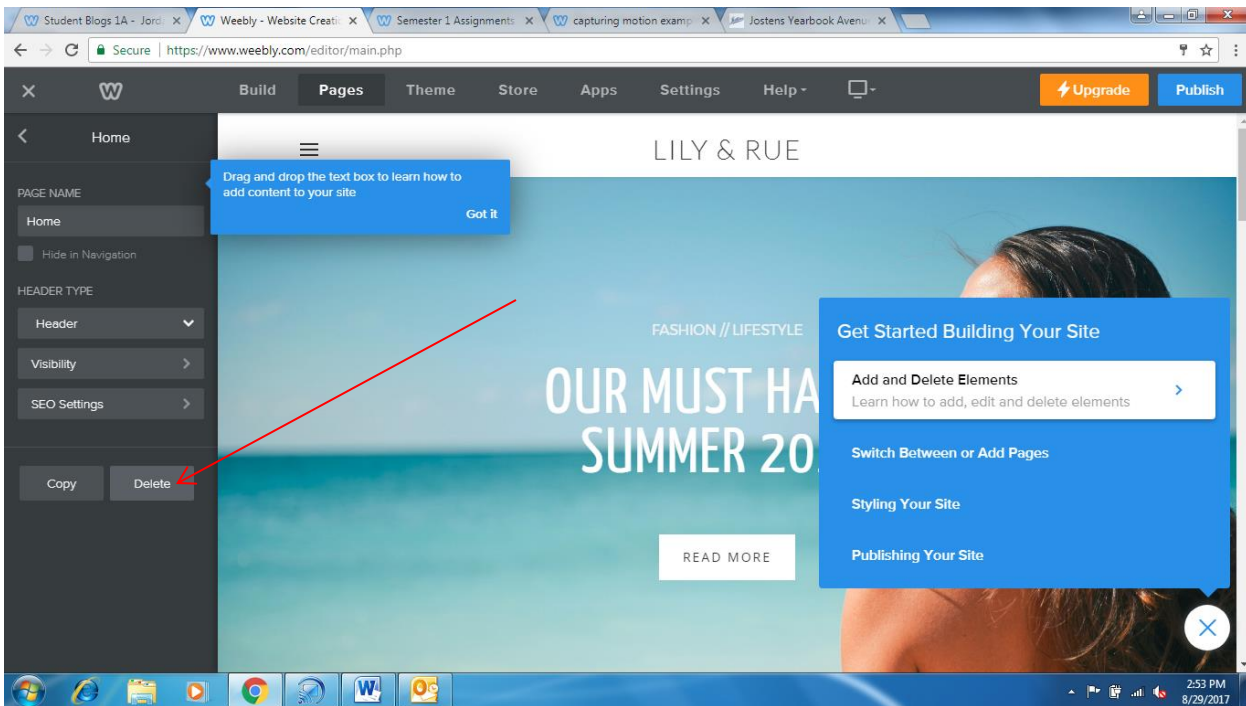 Student Blogs 1A - Jord
Weebly - Website Creatic
Semester 1 Assignments
capturing motion examp
Jostens Yearbook Avenu
Secure | https://www.weebly.com/editor/main.php
Build Pages Theme Store Apps Settings Help Upgrade Publish
Home
LILY & RUE
Drag and drop the text box to learn how to
add content to your site
Got it
PAGE NAME
Home
Hide in Navigation
HEADER TYPE
Header
Visibility
SEO Settings
Copy Delete
FASHION // LIFESTYLE
OUR MUST HA
SUMMER 20
READ MORE
Get Started Building Your Site
Add and Delete Elements
Learn how to add, edit and delete elements
Switch Between or Add Pages
Styling Your Site
Publishing Your Site
2:53 PM
8/29/2017